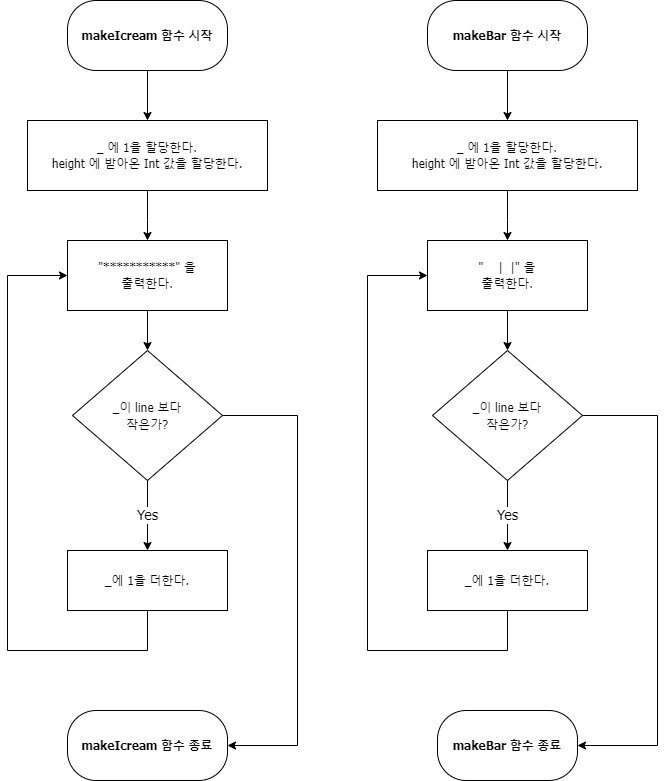 makeIcream 함수 시작
_ 에 1을 할당한다.
height 에 받아온 Int 값을 할당한다.
"***********" 을
출력한다.
_이 line 보다
작은가?
Yes
_에 1을 더한다.
makeIcream 함수 종료
makeBar 함수 시작
_ 에 1을 할당한다.
height 에 받아온 Int 값을 할당한다.
"    |  |" 을
출력한다.
_이 line 보다
작은가?
Yes
_에 1을 더한다.
makeBar 함수 종료